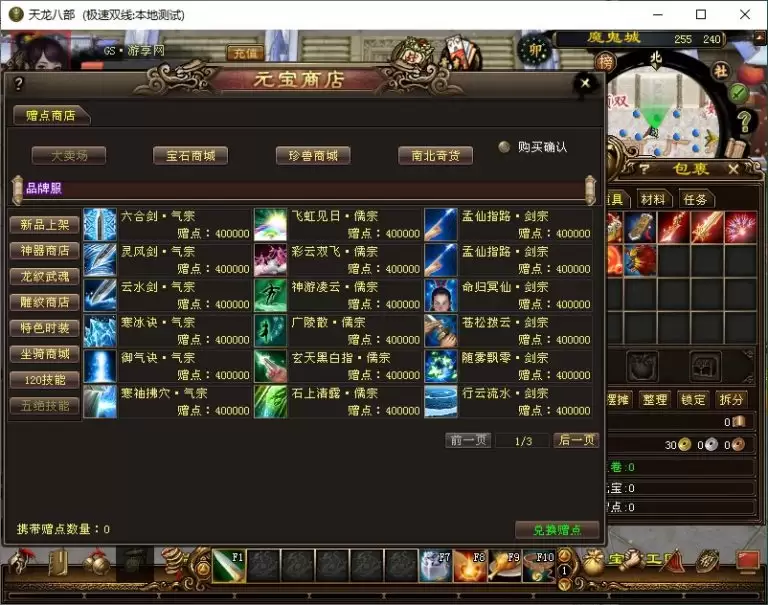 天龙八部 (极速双线:本地测试)
GS·游享网
充值
卯
魔鬼城
255 240
北
榜
社
?
元宝商店
赠点商店
大卖场
宝石商城
珍兽商城
南北奇货
购买确认
品牌服
新品上架
神器商店
龙纹武魂
雕纹商店
特色时装
坐骑商城
120技能
五绝技能
六合剑·气宗
赠点:400000
飞虹见日·儒宗
赠点:400000
孟仙指路·剑宗
赠点:400000
灵风剑·气宗
赠点:400000
彩云双飞·儒宗
赠点:400000
孟仙指路·剑宗
赠点:400000
云水剑·气宗
赠点:400000
神游凌云·儒宗
赠点:400000
命归冥仙·剑宗
赠点:400000
寒冰诀·气宗
赠点:400000
广陵散·儒宗
赠点:400000
苍松拨云·剑宗
赠点:400000
御气诀·气宗
赠点:400000
玄天黑白指·儒宗
赠点:400000
随雾飘零·剑宗
赠点:400000
寒袖拂穴·气宗
赠点:400000
石上清露·儒宗
赠点:400000
行云流水·剑宗
赠点:400000
前一页
1/3
后一页
携带赠点数量:0
兑换赠点
? 包裹
具
材料
任务
摆摊
整理
锁定
拆分
0
30 0 0
卷:0
元宝:0
点:0
F1
F7
F8
F9
F10
1
宝
工